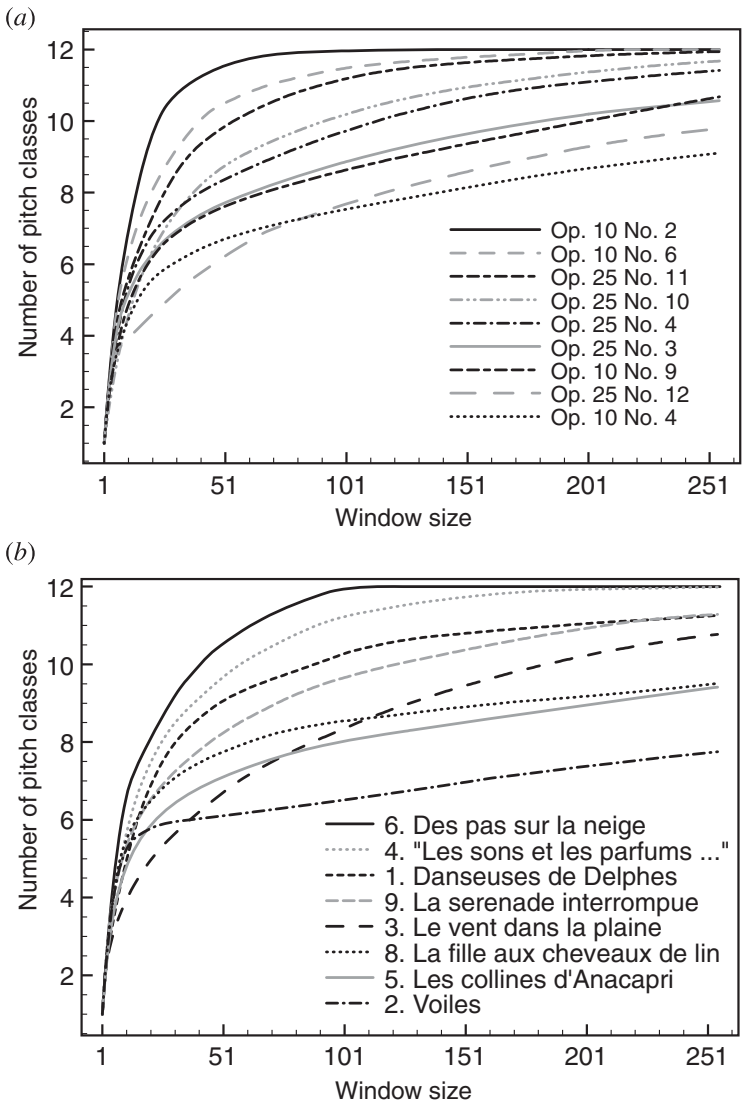 (a)
12
10
8
6
4
2
Number of pitch classes
Op. 10 No. 2
Op. 10 No. 6
Op. 25 No. 11
Op. 25 No. 10
Op. 25 No. 4
Op. 25 No. 3
Op. 10 No. 9
Op. 25 No. 12
Op. 10 No. 4
1 51 101 151 201 251
Window size
(b)
12
10
8
6
4
2
Number of pitch classes
6. Des pas sur la neige
4. "Les sons et les parfums ..."
1. Danseuses de Delphes
9. La serenade interrompue
3. Le vent dans la plaine
8. La fille aux cheveaux de lin
5. Les collines d'Anacapri
2. Voiles
1 51 101 151 201 251
Window size